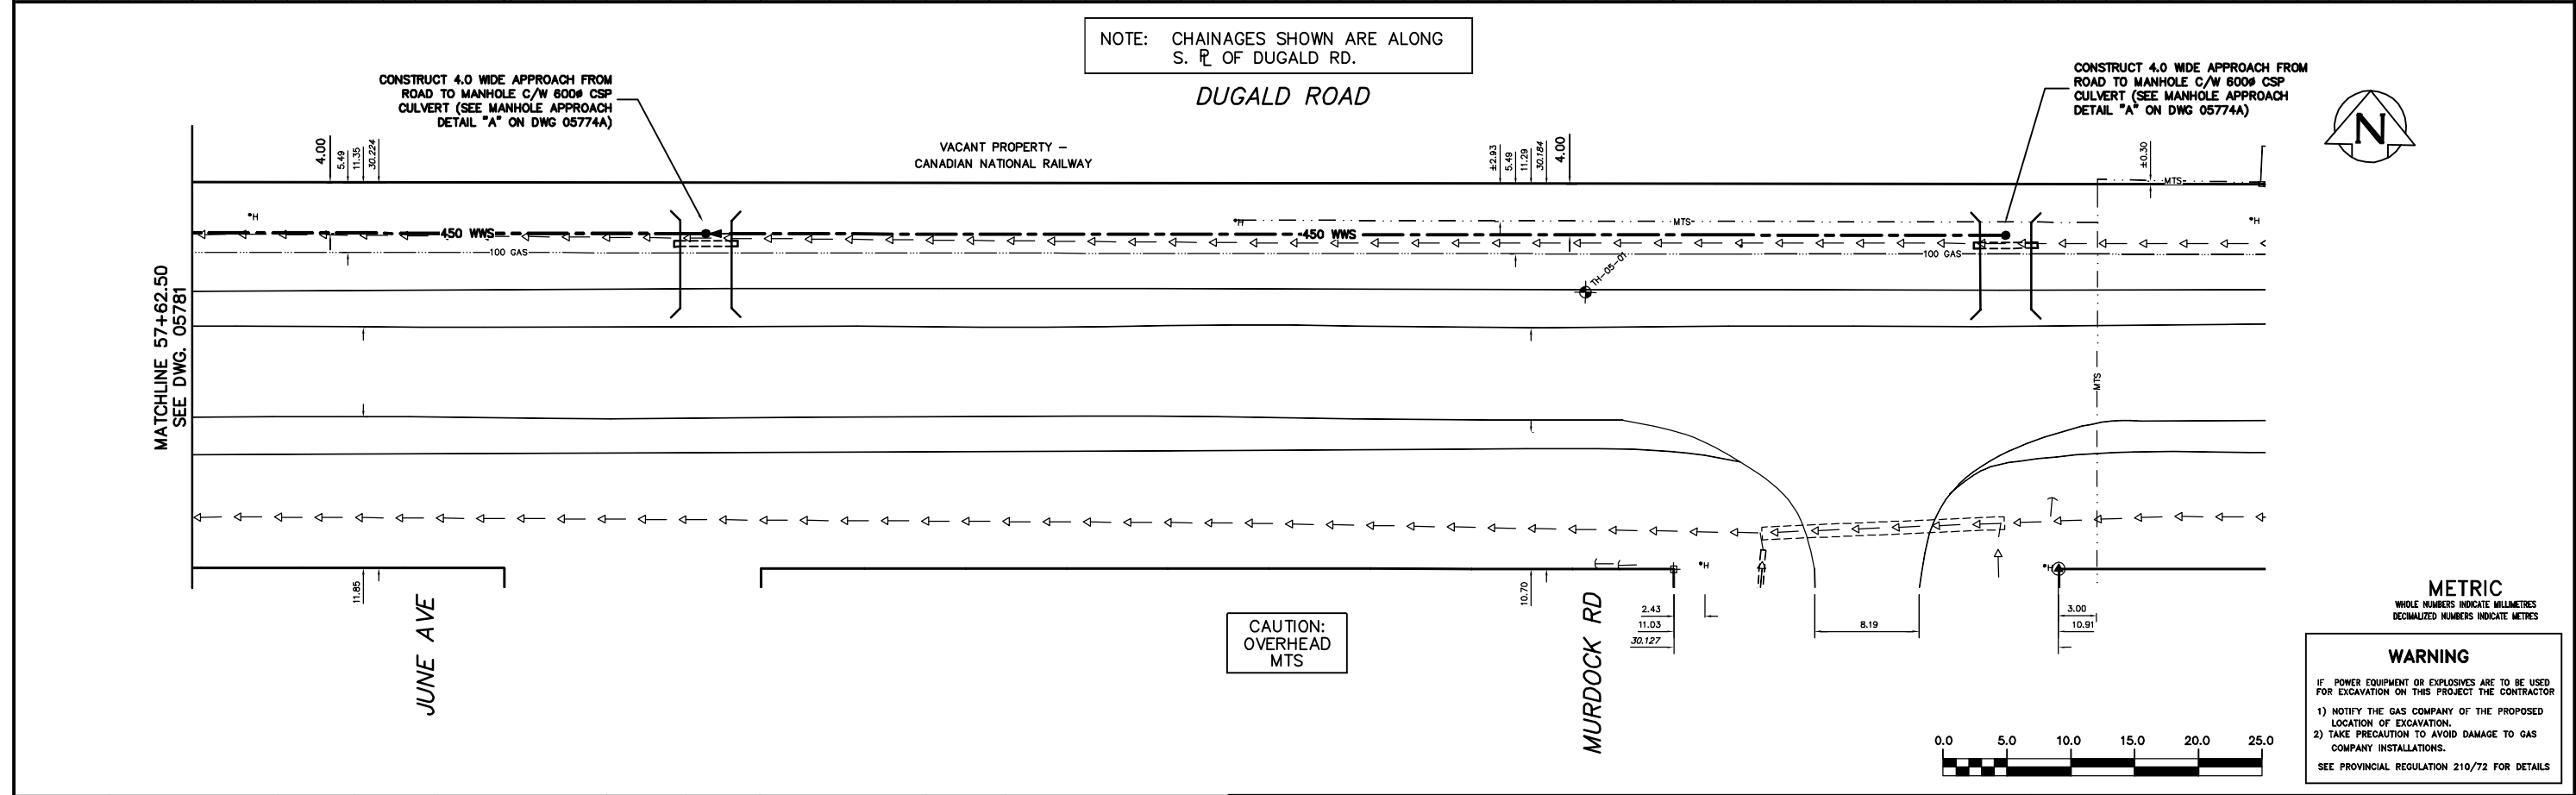 NOTE: CHAINAGES SHOWN ARE ALONG
S. ⅊ OF DUGALD RD.
DUGALD ROAD
CONSTRUCT 4.0 WIDE APPROACH FROM
ROAD TO MANHOLE C/W 600ø CSP
CULVERT (SEE MANHOLE APPROACH
DETAIL "A" ON DWG 05774A)
CONSTRUCT 4.0 WIDE APPROACH FROM
ROAD TO MANHOLE C/W 600ø CSP
CULVERT (SEE MANHOLE APPROACH
DETAIL "A" ON DWG 05774A)
N
VACANT PROPERTY –
CANADIAN NATIONAL RAILWAY
4.00
5.49
11.35
30.224
±2.93
5.49
11.29
30.184
4.00
±0.30
MTS
°H
°H
MTS
°H
450 WWS
450 WWS
100 GAS
100 GAS
TH-05-01
MATCHLINE 57+62.50
SEE DWG. 05781
MTS
°H
°H
11.85
10.70
JUNE AVE
CAUTION:
OVERHEAD
MTS
MURDOCK RD
2.43
11.03
30.127
8.19
3.00
10.91
METRIC
WHOLE NUMBERS INDICATE MILLIMETRES
DECIMALIZED NUMBERS INDICATE METRES
WARNING
IF POWER EQUIPMENT OR EXPLOSIVES ARE TO BE USED
FOR EXCAVATION ON THIS PROJECT THE CONTRACTOR
1) NOTIFY THE GAS COMPANY OF THE PROPOSED
LOCATION OF EXCAVATION.
2) TAKE PRECAUTION TO AVOID DAMAGE TO GAS
COMPANY INSTALLATIONS.
SEE PROVINCIAL REGULATION 210/72 FOR DETAILS
0.0 5.0 10.0 15.0 20.0 25.0